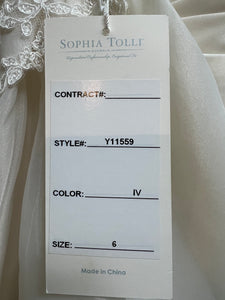 SOPHIA TOLLI
CONTRACT#:
STYLE#: Y11559
COLOR: IV
SIZE: 6
Made in China